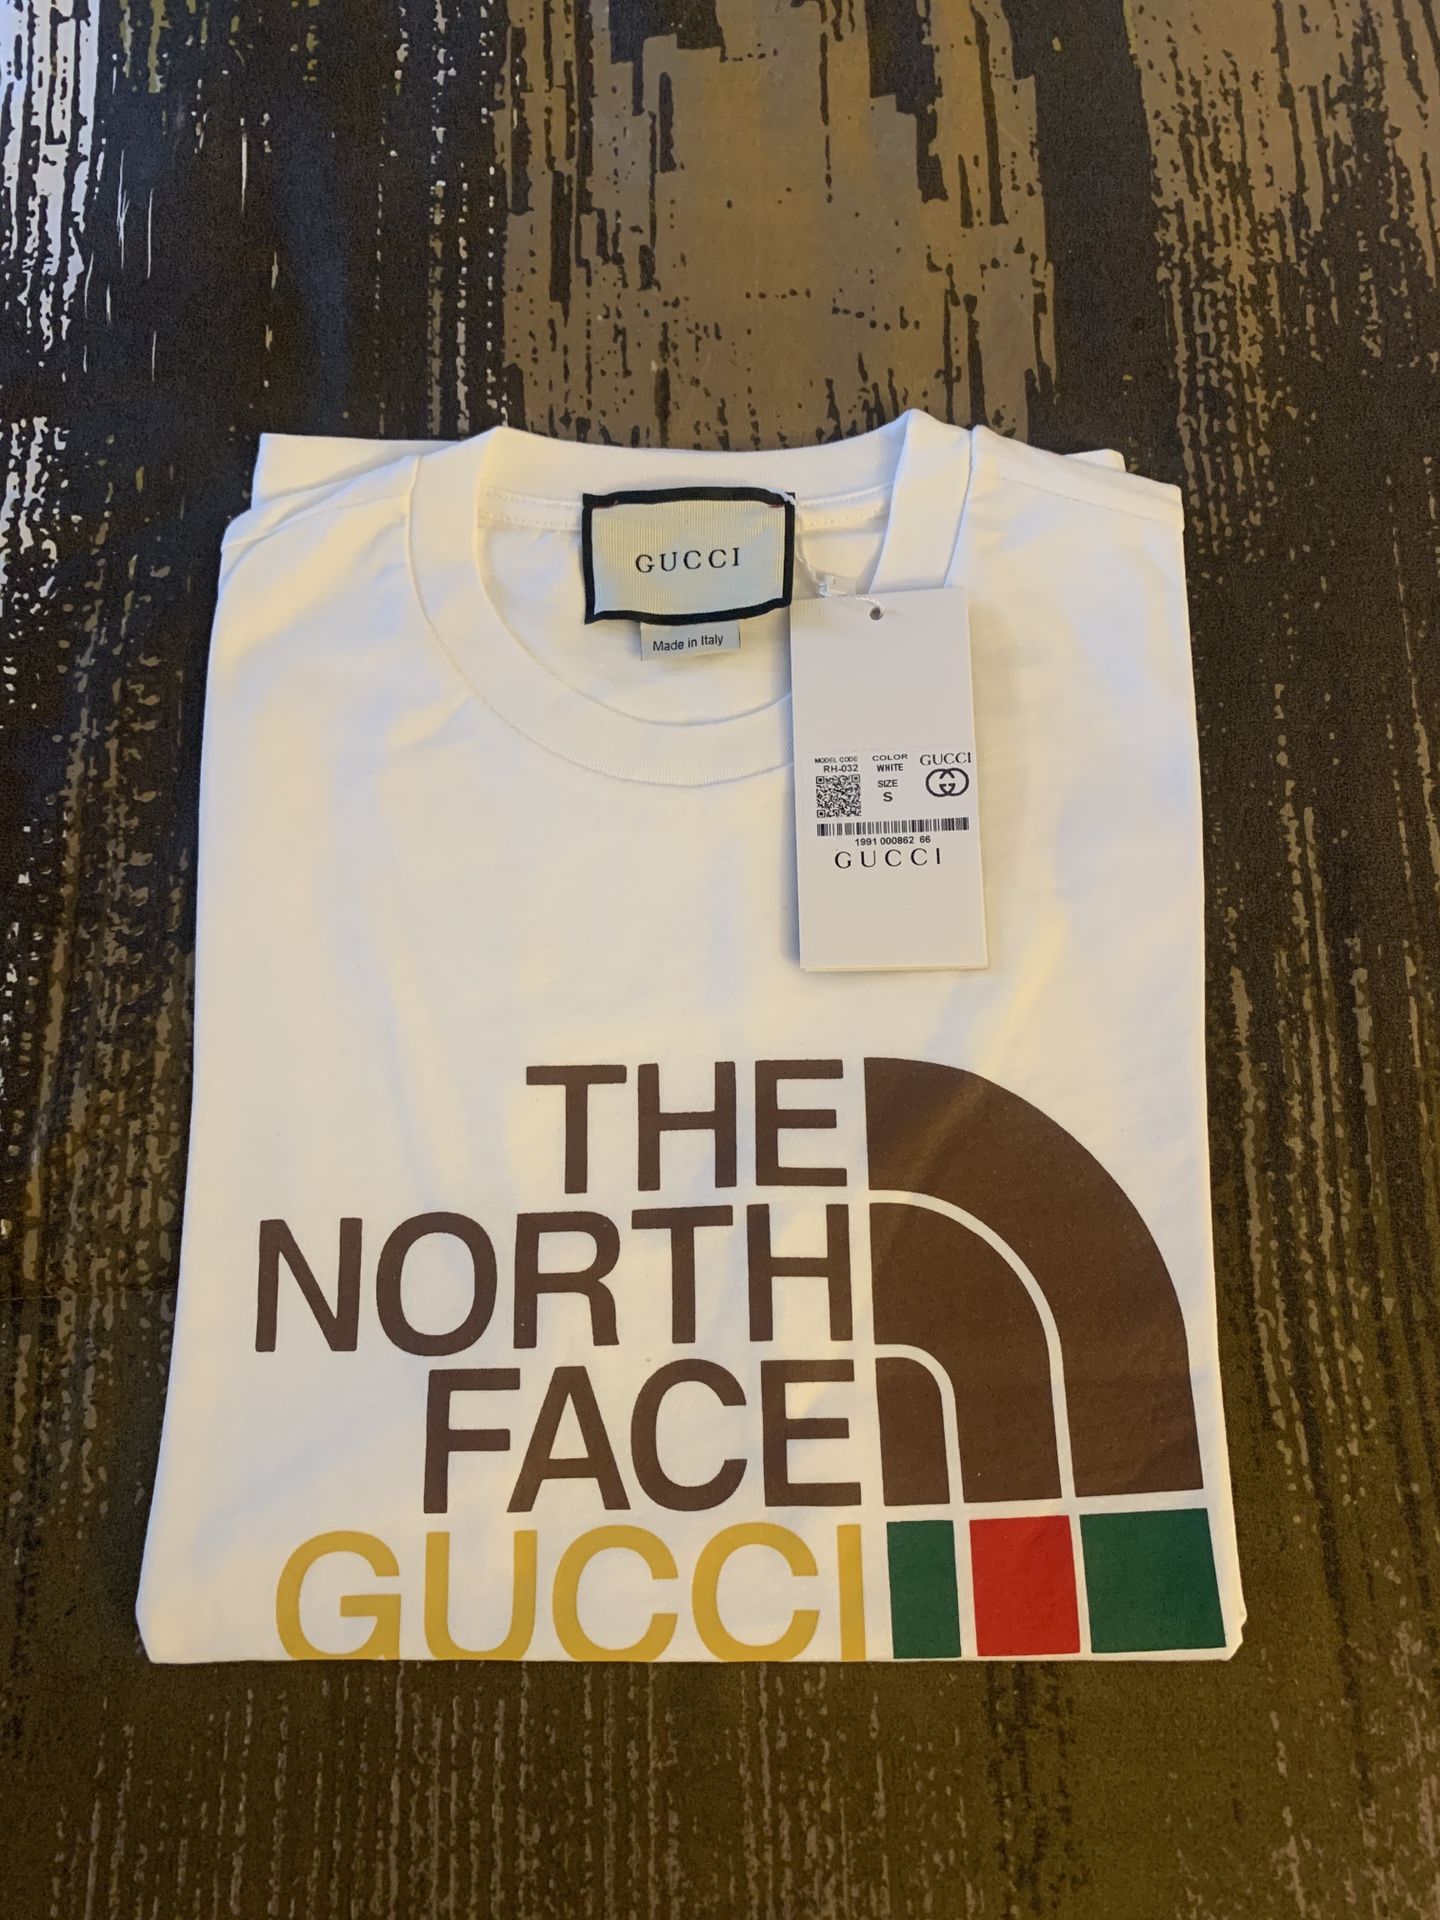 GUCCI
Made in Italy
MODEL CODE COLOR GUCCI
RH-032 WHITE
SIZE
S
1991 000862 66
GUCCI
THE
NORTH
FACE
GUCCI